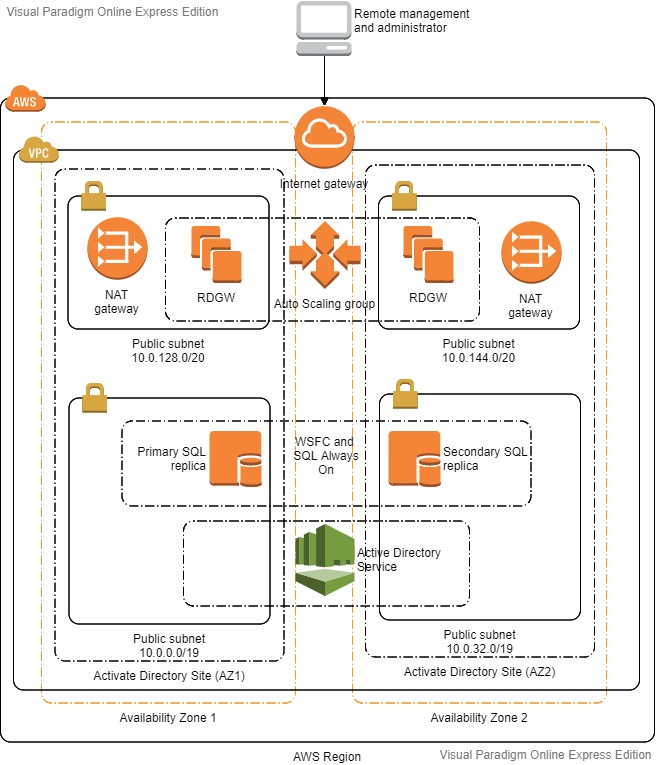 Visual Paradigm Online Express Edition
Remote management
and administrator
AWS
VPC
Internet gateway
NAT
gateway
RDGW
Auto Scaling group
RDGW
NAT
gateway
Public subnet
10.0.128.0/20
Public subnet
10.0.144.0/20
Primary SQL
replica
WSFC and
SQL Always
On
Secondary SQL
replica
Active Directory
Service
Public subnet
10.0.0.0/19
Public subnet
10.0.32.0/19
Activate Directory Site (AZ1)
Activate Directory Site (AZ2)
Availability Zone 1
Availability Zone 2
AWS Region
Visual Paradigm Online Express Edition